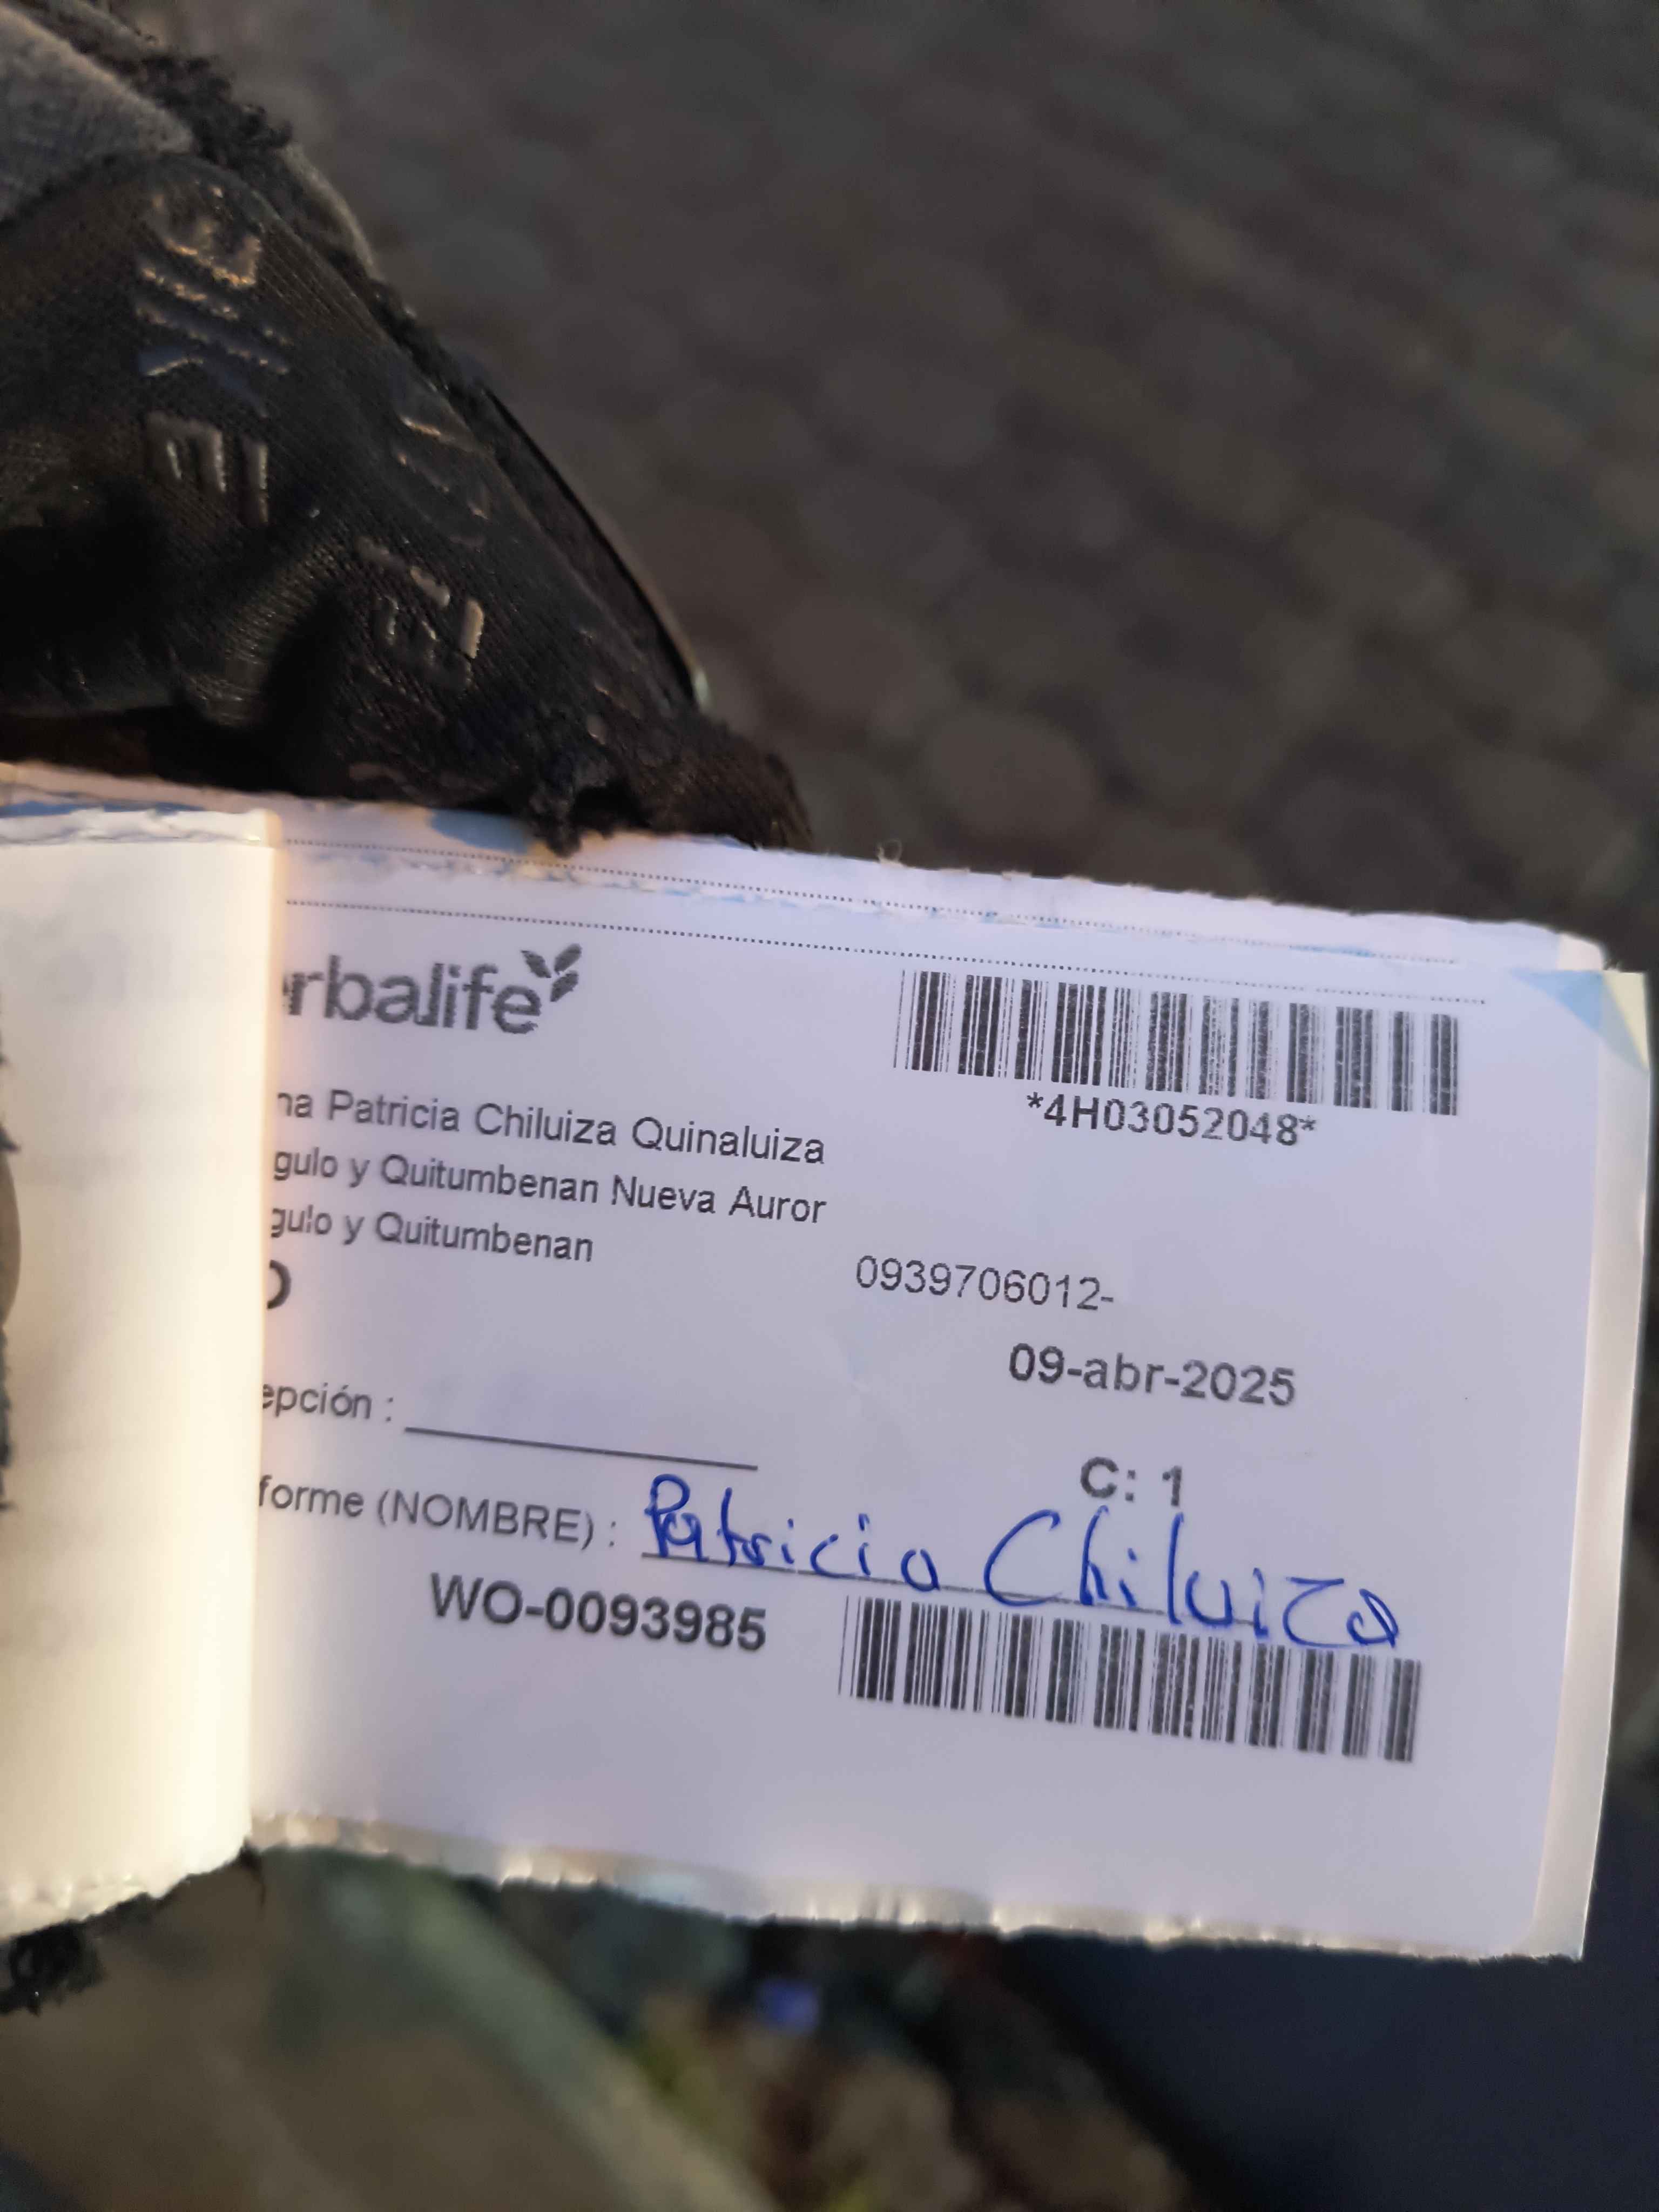 rbalife
*4H03052048*
na Patricia Chiluiza Quinaluiza
gulo y Quitumbenan Nueva Auror
gulo y Quitumbenan
0939706012-
09-abr-2025
epción :
C: 1
forme (NOMBRE) : Patricia Chiluiza
WO-0093985